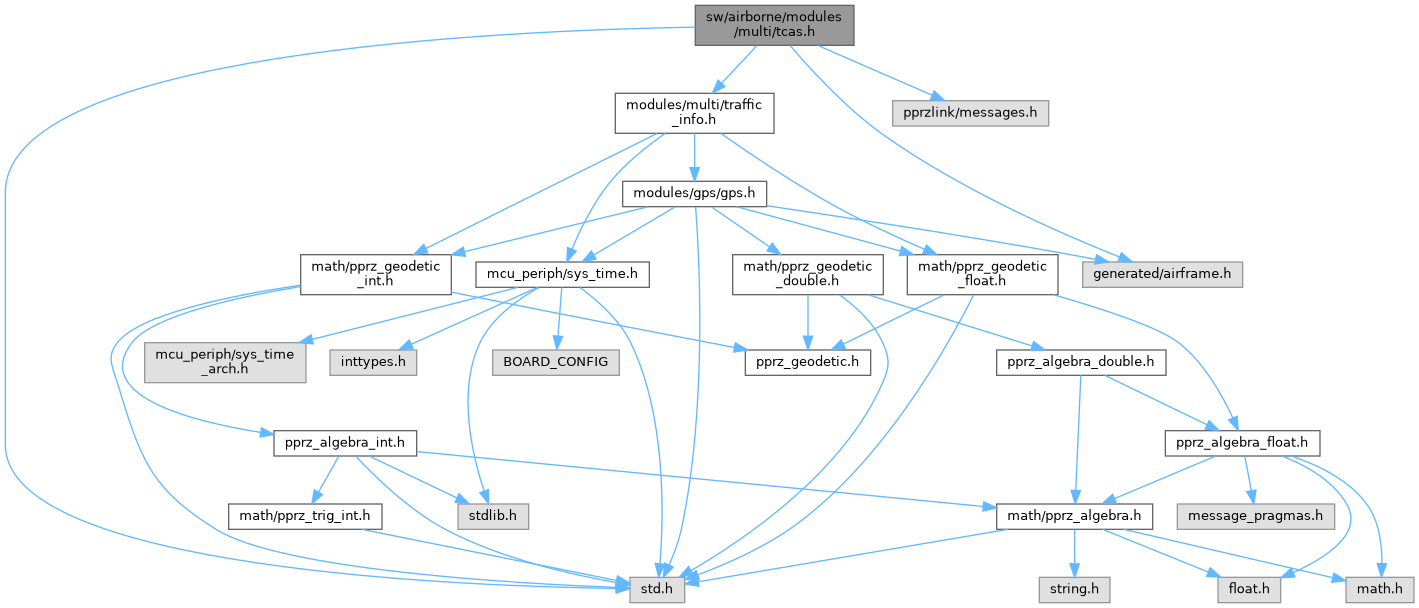 sw/airborne/modules
/multi/tcas.h
modules/multi/traffic
_info.h
pprzlink/messages.h
modules/gps/gps.h
math/pprz_geodetic
_int.h
mcu_periph/sys_time.h
math/pprz_geodetic
_double.h
math/pprz_geodetic
_float.h
generated/airframe.h
mcu_periph/sys_time
_arch.h
inttypes.h
BOARD_CONFIG
pprz_geodetic.h
pprz_algebra_double.h
pprz_algebra_int.h
pprz_algebra_float.h
math/pprz_trig_int.h
stdlib.h
math/pprz_algebra.h
message_pragmas.h
std.h
string.h
float.h
math.h